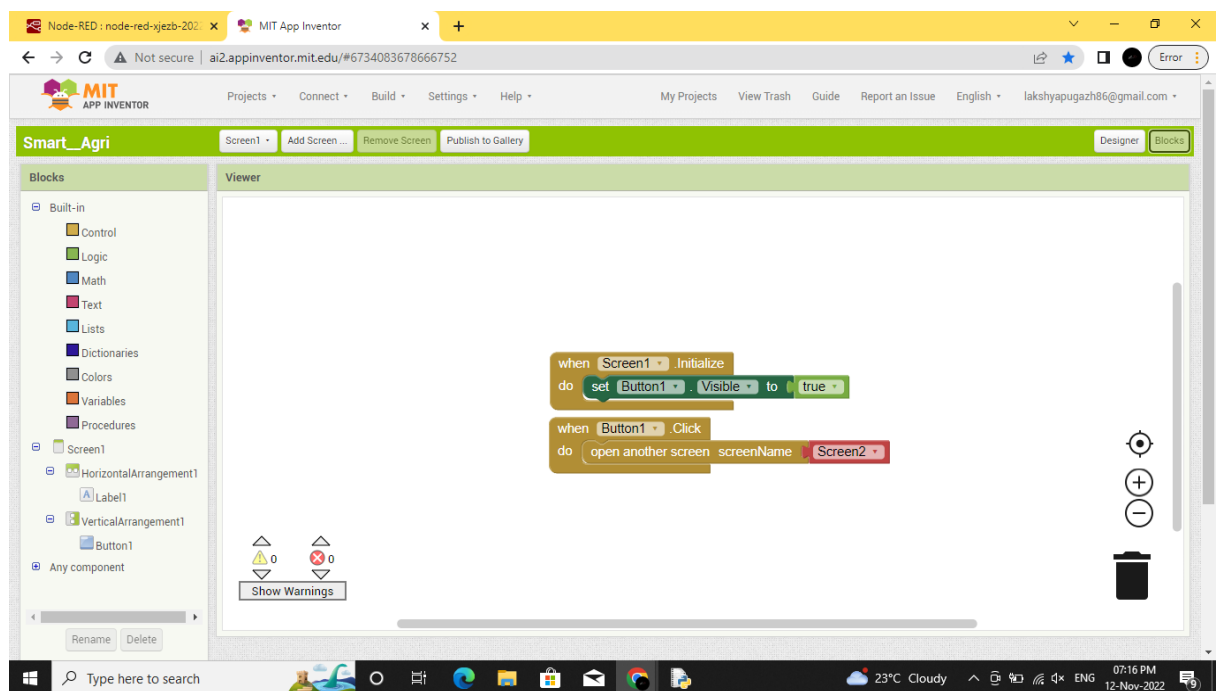 Node-RED : node-red-xjezb-202
MIT App Inventor
Not secure | ai2.appinventor.mit.edu/#6734083678666752
Error
MIT
APP INVENTOR
Projects Connect Build Settings Help My Projects View Trash Guide Report an Issue English lakshyapugazh86@gmail.com
Smart__Agri Screen1 Add Screen ... Remove Screen Publish to Gallery Designer Blocks
Blocks Viewer
Built-in
Control
Logic
Math
Text
Lists
Dictionaries
Colors
Variables
Procedures
Screen1
HorizontalArrangement1
A Label1
VerticalArrangement1
Button1
Any component
Rename Delete
when Screen1 .Initialize
do set Button1 . Visible to true
when Button1 .Click
do open another screen screenName Screen2
0 0
Show Warnings
Type here to search
23°C Cloudy ENG 07:16 PM
12-Nov-2022
9